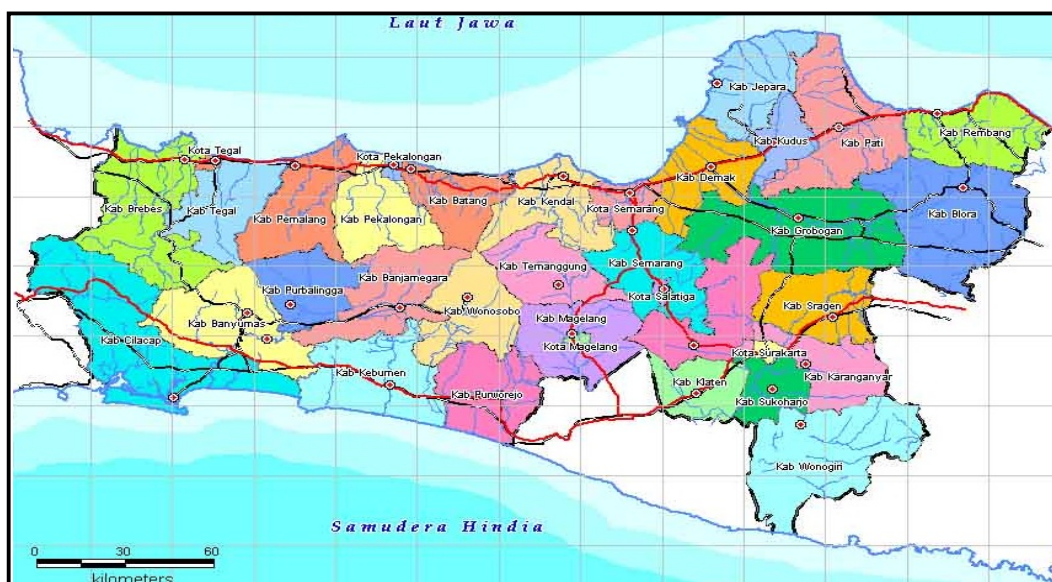 Laut Jawa
Kab Jepara
Kab Kudus
Kab Pati
Kab Rembang
Kota Tegal
Kota Pekalongan
Kab Demak
Kab Brebes
Kab Tegal
Kab Pemalang
Kab Pekalongan
Kab Batang
Kab Kendal
Kota Semarang
Kab Grobogan
Kab Blora
Kab Purbalingga
Kab Banjarnegara
Kab Temanggung
Kab Semarang
Kota Salatiga
Kab Sragen
Kab Banyumas
Kab Wonosobo
Kab Magelang
Kab Cilacap
Kota Magelang
Kota Surakarta
Kab Karanganyar
Kab Kebumen
Kab Purworejo
Kab Klaten
Kab Sukoharjo
Kab Wonogiri
Samudera Hindia
0 30 60
kilometers